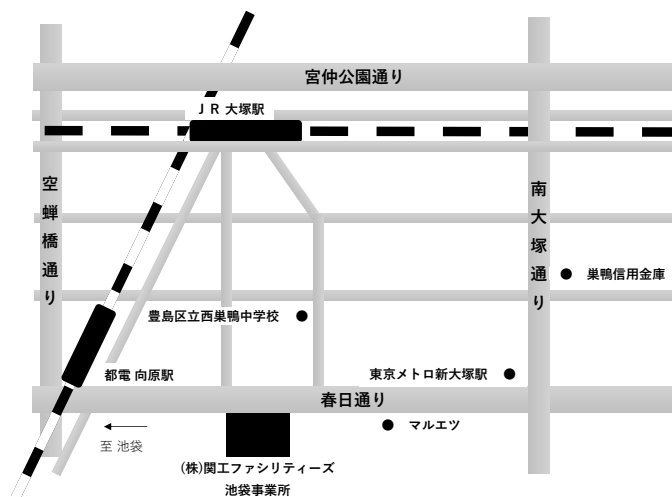 宮仲公園通り
ＪＲ 大塚駅
空蝉橋通り
南大塚通り
巣鴨信用金庫
豊島区立西巣鴨中学校
都電 向原駅
東京メトロ新大塚駅
春日通り
マルエツ
至 池袋
(株)関工ファシリティーズ
池袋事業所